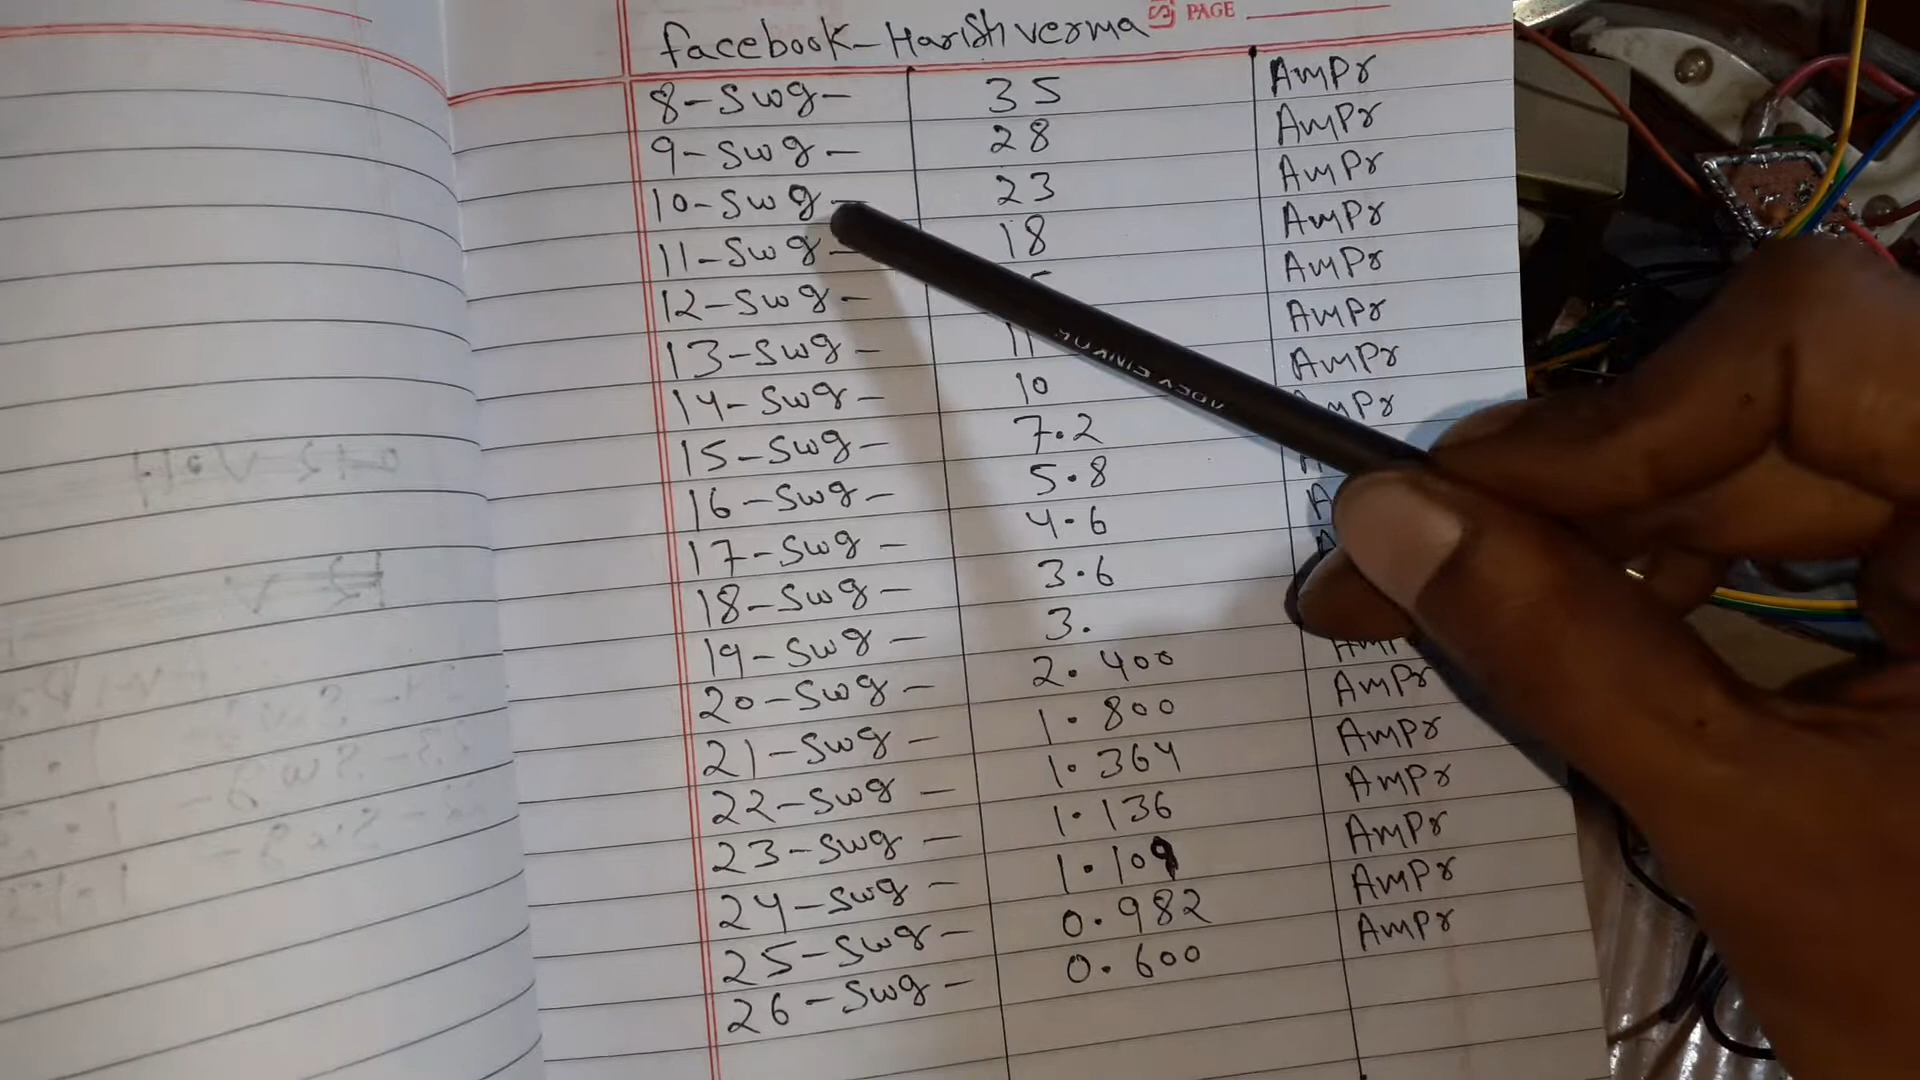 PAGE
facebook-Harish verma
8-Swg- 35 AmPr
9-Swg- 28 AmPr
10-Swg- 23 AmPr
11-Swg- 18 AmPr
12-Swg- AmPr
13-Swg- 11 AmPr
14-Swg- 10 AmPr
15-Swg- 7.2
16-Swg- 5.8
17-Swg- 4.6
18-Swg- 3.6
19-Swg- 3.
20-Swg- 2.400
21-Swg- 1.800 AmPr
22-Swg- 1.364 AmPr
23-Swg- 1.136 AmPr
24-Swg- 1.109 AmPr
25-Swg- 0.982 AmPr
26-Swg- 0.600 AmPr